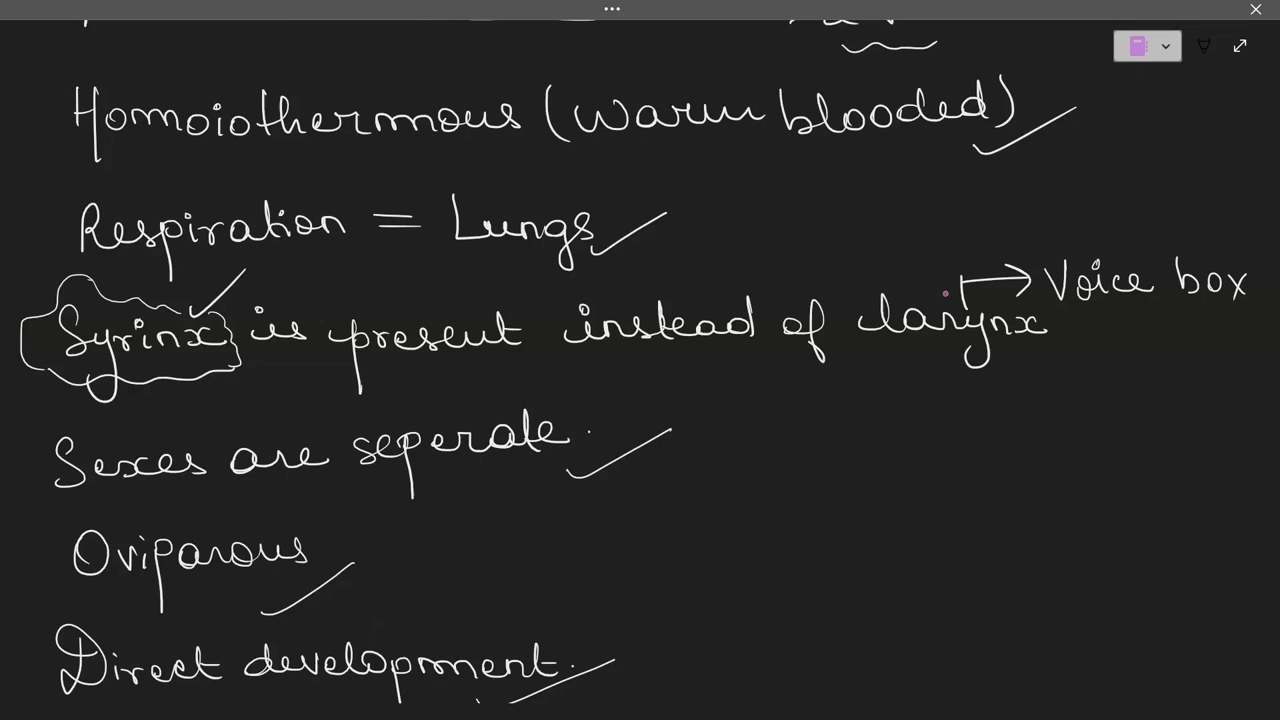 Homoiothermous (warm blooded)
Respiration = Lungs
Voice box
Syrinx is present instead of larynx
Sexes are seperate.
Oviparous
Direct development.